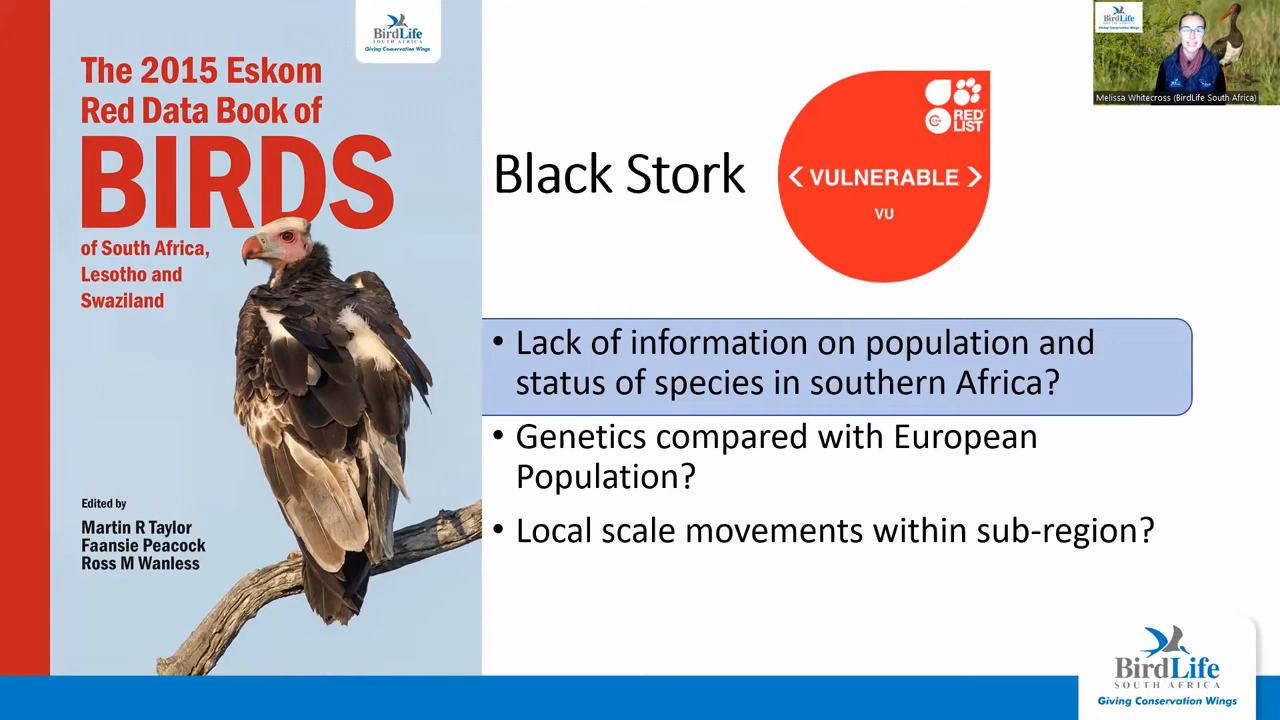 BirdLife
SOUTH AFRICA
Giving Conservation Wings
The 2015 Eskom
Red Data Book of
BIRDS
of South Africa,
Lesotho and
Swaziland
Edited by
Martin R Taylor
Faansie Peacock
Ross M Wanless
Black Stork
RED
LIST
< VULNERABLE >
VU
• Lack of information on population and
status of species in southern Africa?
• Genetics compared with European
Population?
• Local scale movements within sub-region?
BirdLife
SOUTH AFRICA
Giving Conservation Wings
BirdLife
Giving Conservation Wings
Melissa Whitecross (BirdLife South Africa)